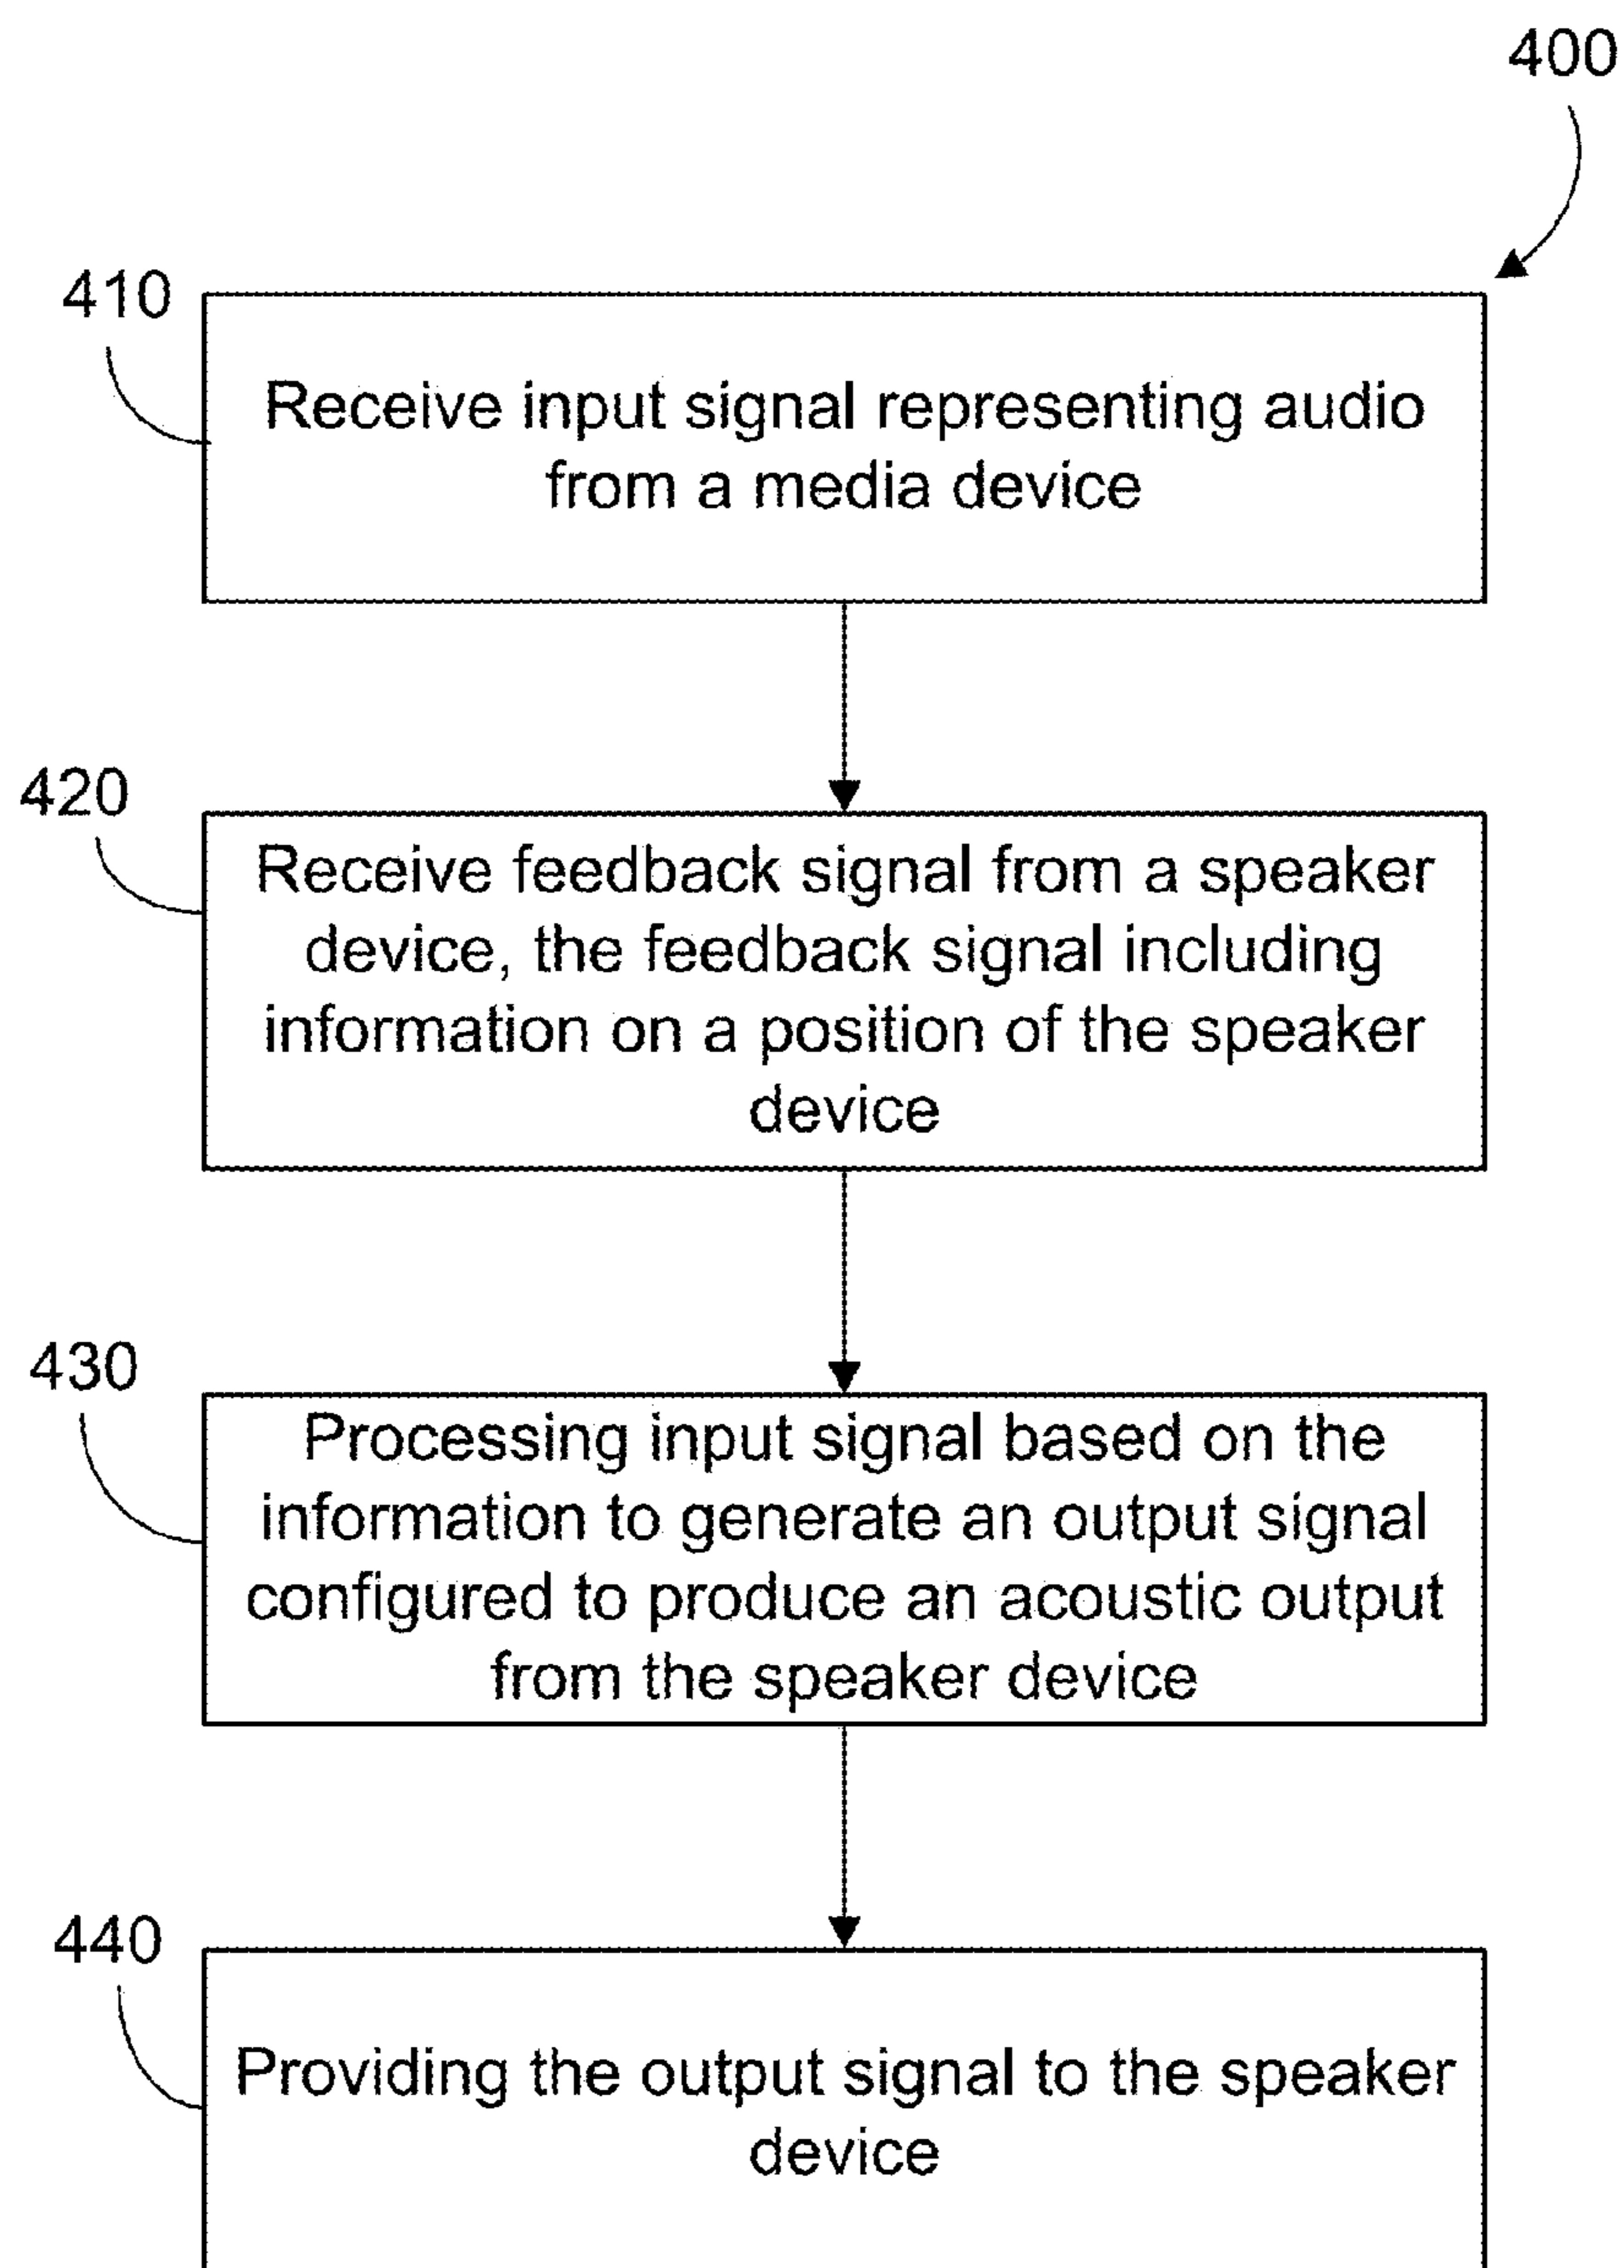 400
410
Receive input signal representing audio
from a media device
420
Receive feedback signal from a speaker
device, the feedback signal including
information on a position of the speaker
device
430
Processing input signal based on the
information to generate an output signal
configured to produce an acoustic output
from the speaker device
440
Providing the output signal to the speaker
device